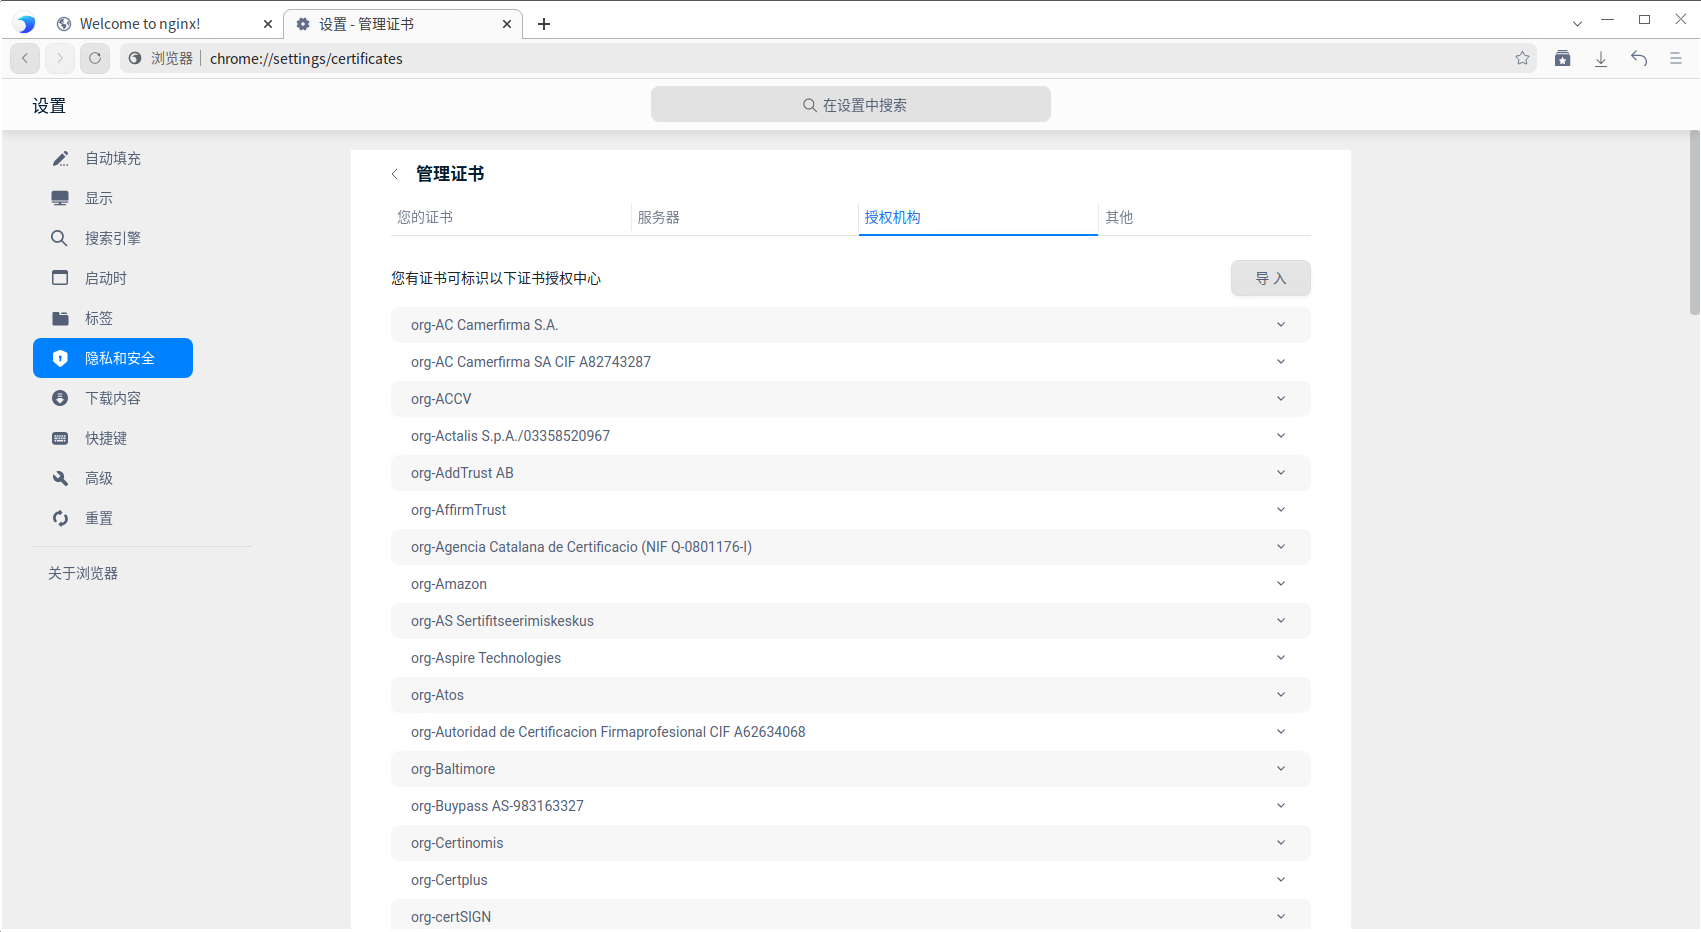 Welcome to nginx!
设置 - 管理证书
浏览器
chrome://settings/certificates
设置
在设置中搜索
自动填充
显示
搜索引擎
启动时
标签
隐私和安全
下载内容
快捷键
高级
重置
关于浏览器
管理证书
您的证书
服务器
授权机构
其他
您有证书可标识以下证书授权中心
导入
org-AC Camerfirma S.A.
org-AC Camerfirma SA CIF A82743287
org-ACCV
org-Actalis S.p.A./03358520967
org-AddTrust AB
org-AffirmTrust
org-Agencia Catalana de Certificacio (NIF Q-0801176-I)
org-Amazon
org-AS Sertifitseerimiskeskus
org-Aspire Technologies
org-Atos
org-Autoridad de Certificacion Firmaprofesional CIF A62634068
org-Baltimore
org-Buypass AS-983163327
org-Certinomis
org-Certplus
org-certSIGN